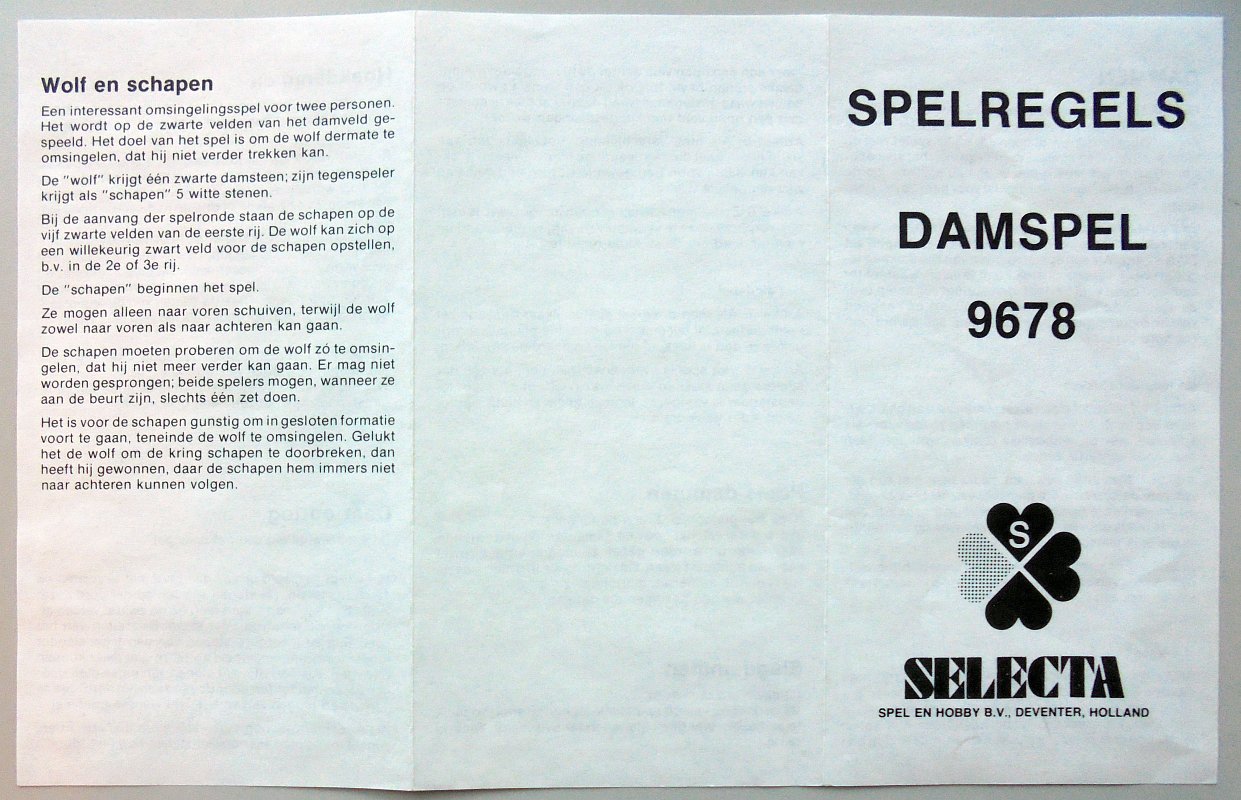 Wolf en schapen
Een interessant omsingelingsspel voor twee personen.
Het wordt op de zwarte velden van het damveld ge-
speeld. Het doel van het spel is om de wolf dermate te
omsingelen, dat hij niet verder trekken kan.
De "wolf" krijgt één zwarte damsteen; zijn tegenspeler
krijgt als "schapen" 5 witte stenen.
Bij de aanvang der spelronde staan de schapen op de
vijf zwarte velden van de eerste rij. De wolf kan zich op
een willekeurig zwart veld voor de schapen opstellen,
b.v. in de 2e of 3e rij.
De "schapen" beginnen het spel.
Ze mogen alleen naar voren schuiven, terwijl de wolf
zowel naar voren als naar achteren kan gaan.
De schapen moeten proberen om de wolf zó te omsin-
gelen, dat hij niet meer verder kan gaan. Er mag niet
worden gesprongen; beide spelers mogen, wanneer ze
aan de beurt zijn, slechts één zet doen.
Het is voor de schapen gunstig om in gesloten formatie
voort te gaan, teneinde de wolf te omsingelen. Gelukt
het de wolf om de kring schapen te doorbreken, dan
heeft hij gewonnen, daar de schapen hem immers niet
naar achteren kunnen volgen.
SPELREGELS
DAMSPEL
9678
S
SELECTA
SPEL EN HOBBY B.V., DEVENTER, HOLLAND